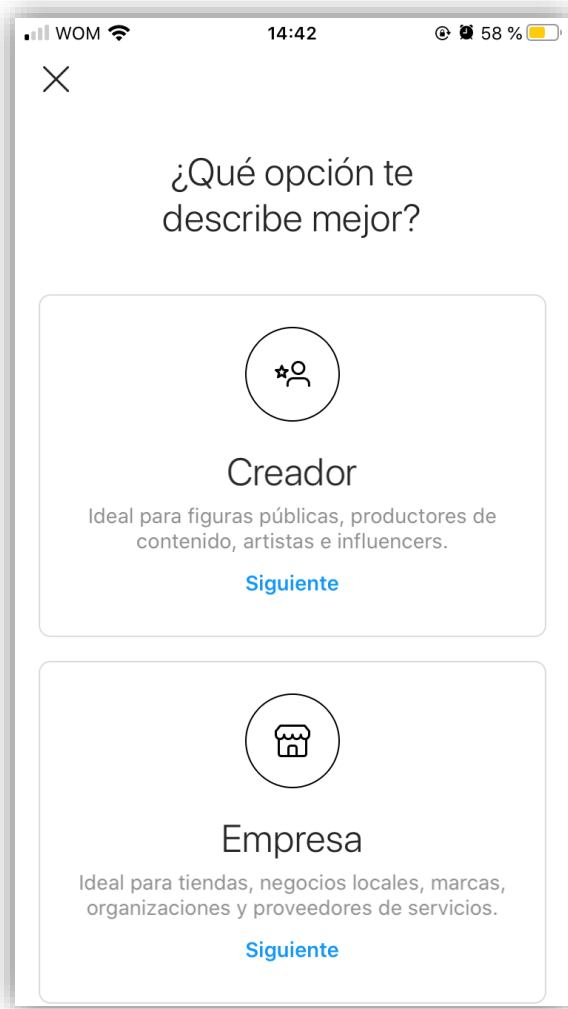 WOM 14:42 58 %
¿Qué opción te
describe mejor?
Creador
Ideal para figuras públicas, productores de
contenido, artistas e influencers.
Siguiente
Empresa
Ideal para tiendas, negocios locales, marcas,
organizaciones y proveedores de servicios.
Siguiente